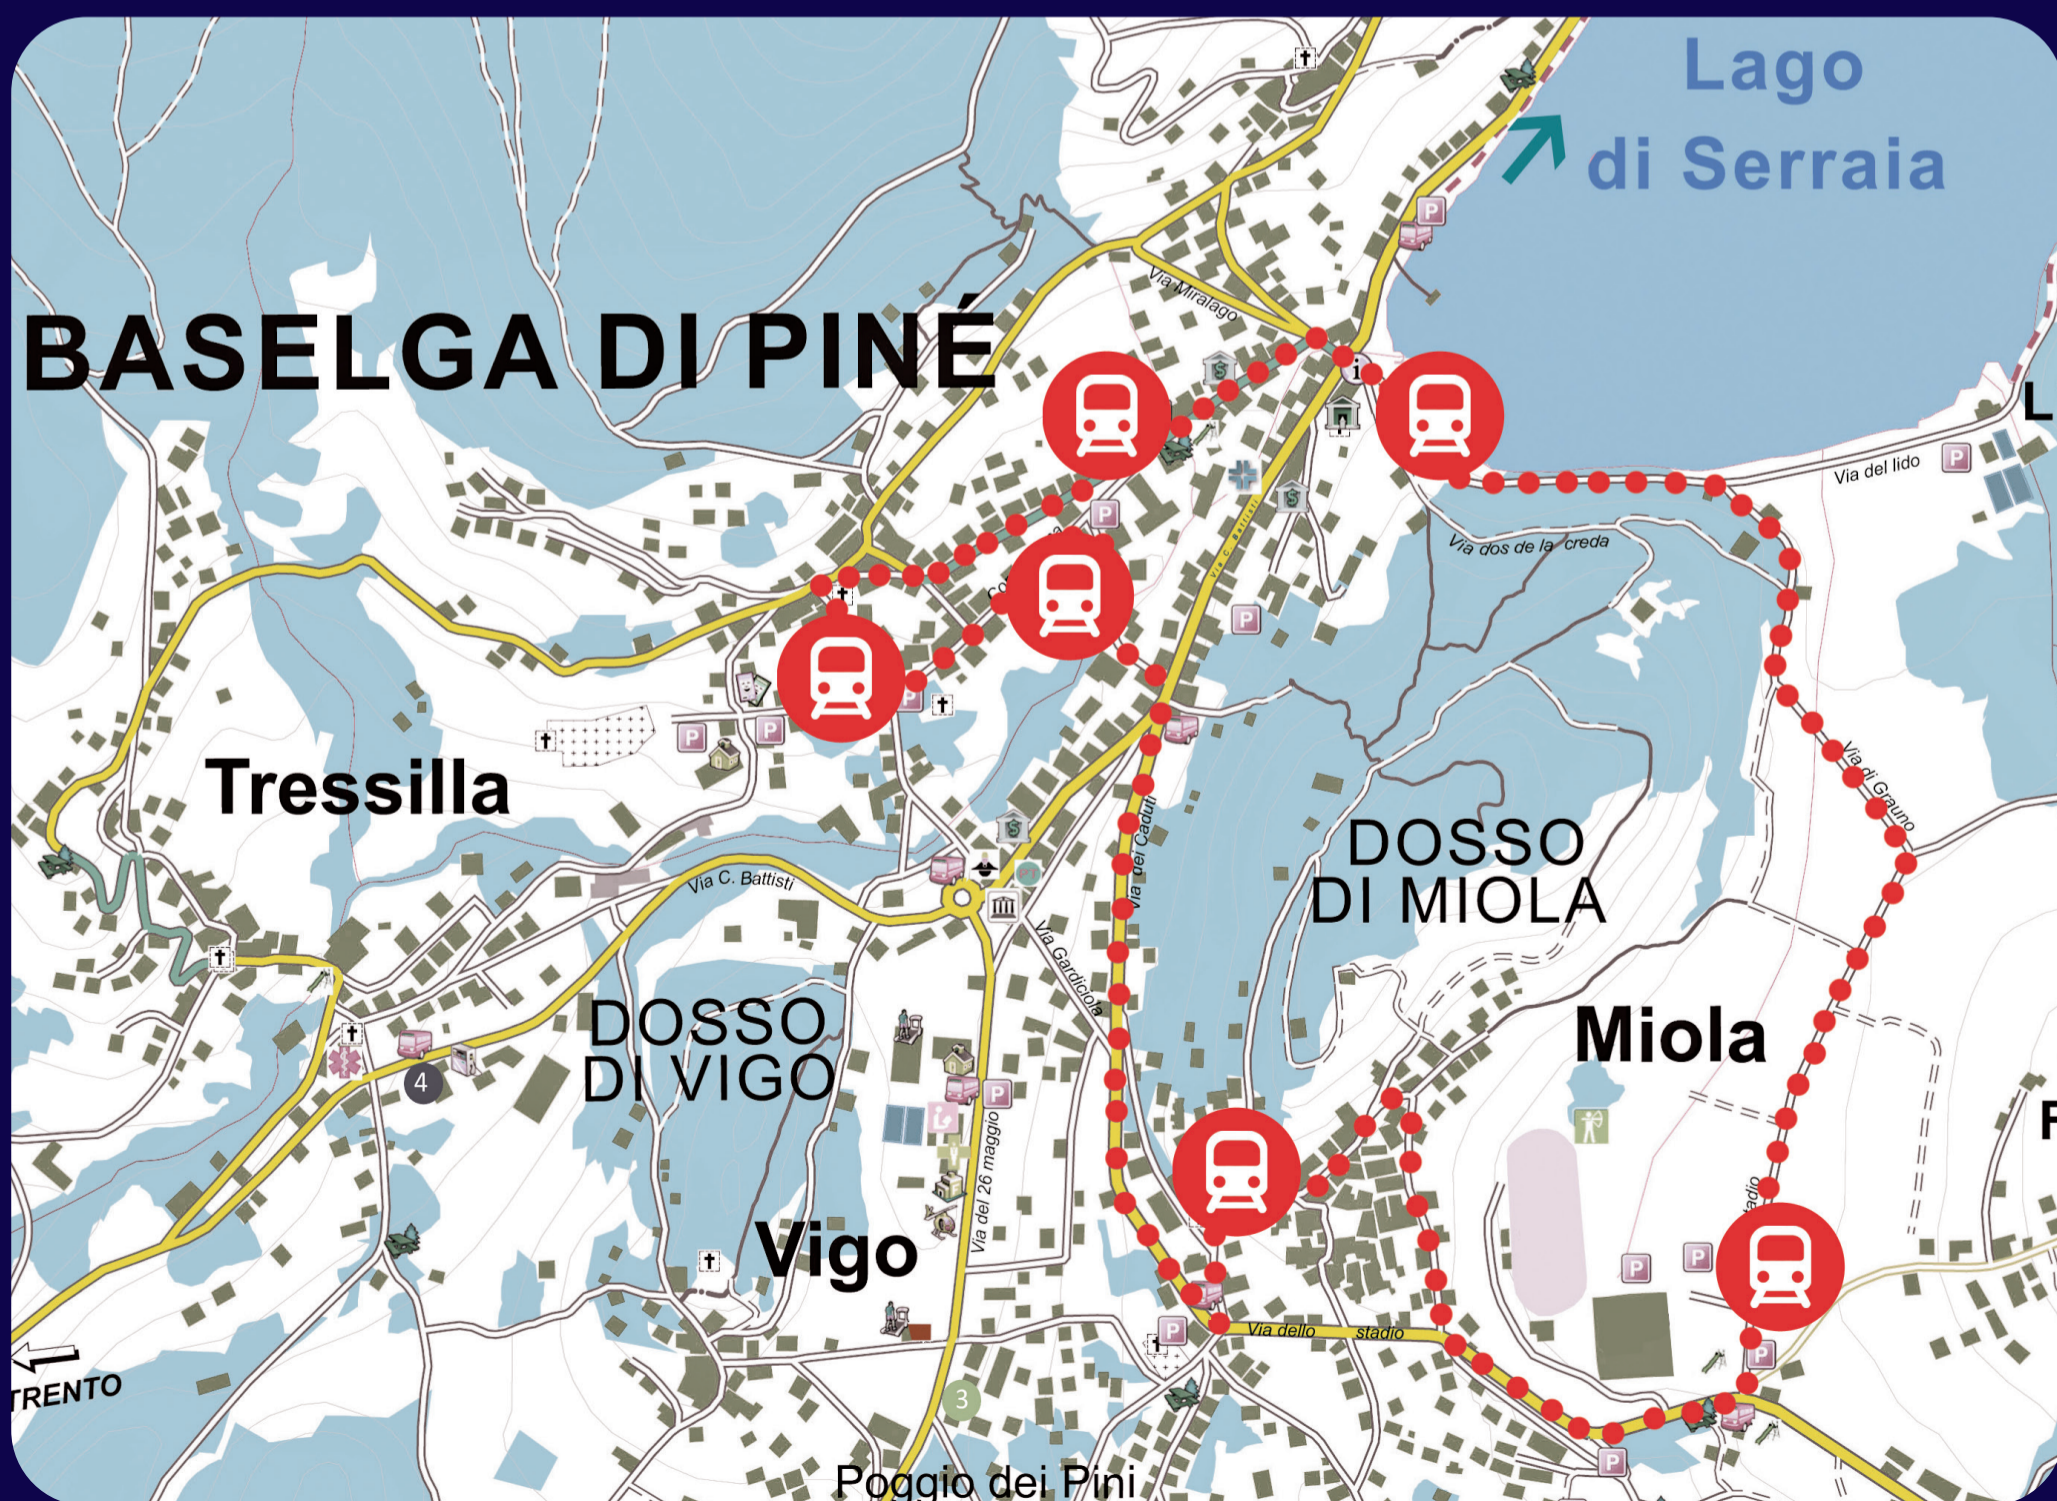 Lago
di Serraia
Via Miralago
BASELGA DI PINÉ
L
Via del lido
Via dos de la creda
Via C. Battisti
Tressilla
Via di Grauno
Via dei Caduti
DOSSO
DI MIOLA
Via C. Battisti
Via Gardiciola
DOSSO
DI VIGO
Miola
4
Via del 26 maggio
Vigo
Via dello stadio
TRENTO
3
Poggio dei Pini
P
P
P
P
P
P
P
P
P
P
P
P
P
P
i